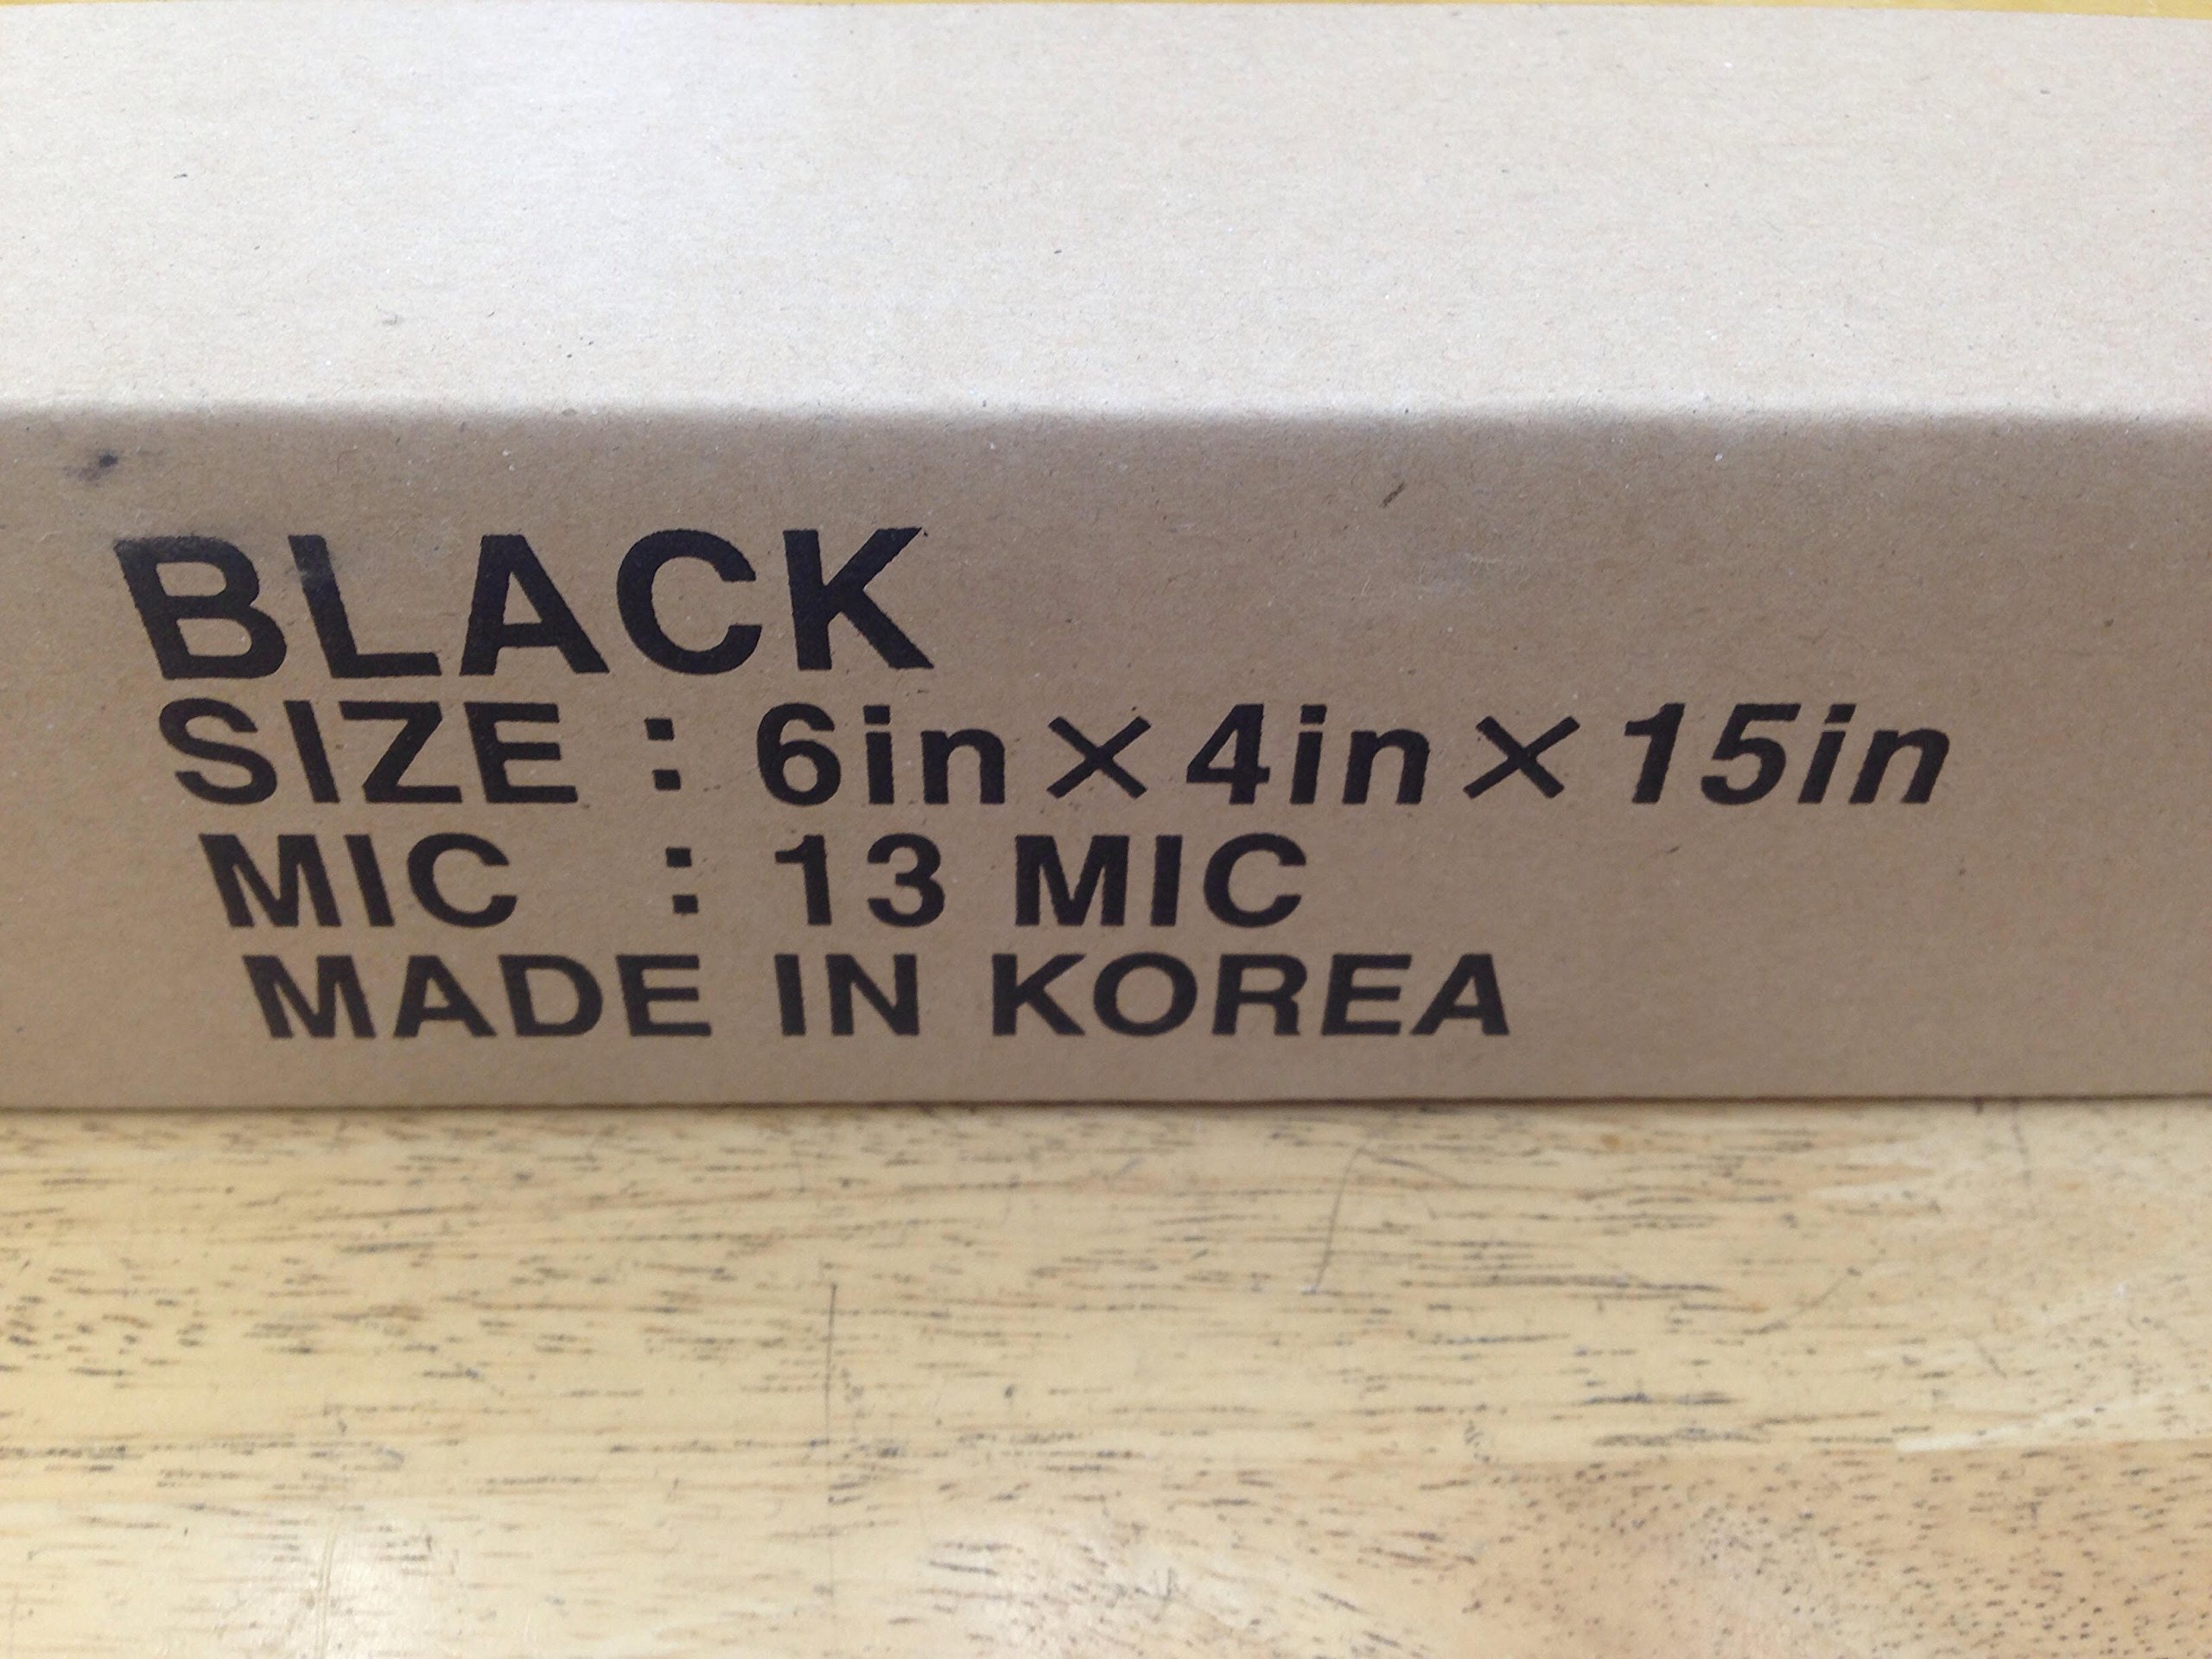 BLACK
SIZE : 6in×4in×15in
MIC : 13 MIC
MADE IN KOREA